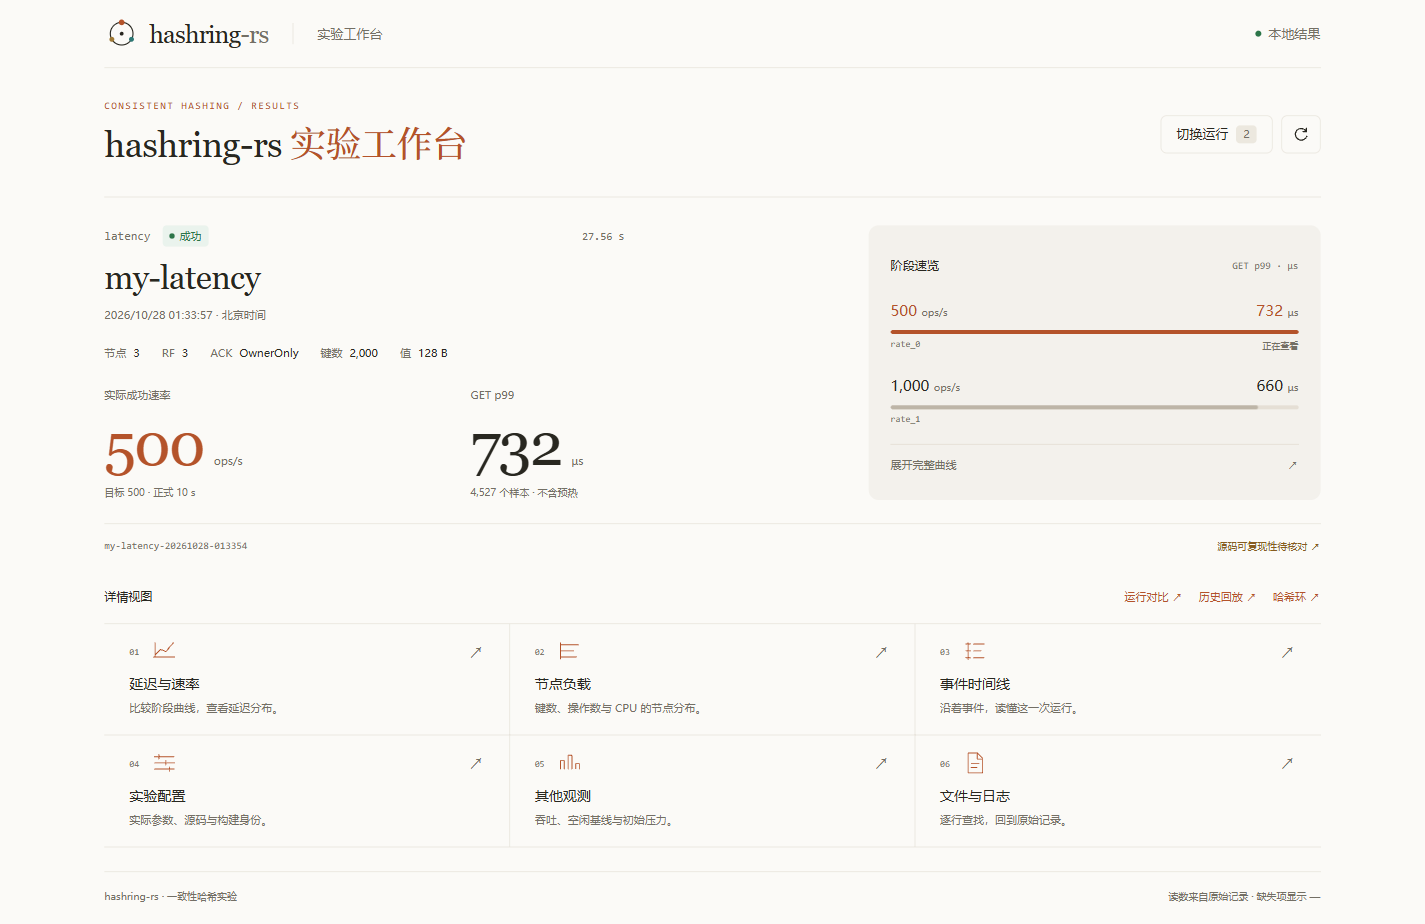 hashring-rs 实验工作台 本地结果
CONSISTENT HASHING / RESULTS
hashring-rs 实验工作台
切换运行 2
latency 成功 27.56 s
my-latency
2026/10/28 01:33:57 · 北京时间
节点 3 RF 3 ACK OwnerOnly 键数 2,000 值 128 B
实际成功速率
500 ops/s
目标 500 · 正式 10 s
GET p99
732 µs
4,527 个样本 · 不含预热
阶段速览 GET p99 · µs
500 ops/s 732 µs
rate_0 正在查看
1,000 ops/s 660 µs
rate_1
展开完整曲线 ↗
my-latency-20261028-013354 源码可复现性待核对 ↗
详情视图 运行对比 ↗ 历史回放 ↗ 哈希环 ↗
01 ↗
延迟与速率
比较阶段曲线，查看延迟分布。
02 ↗
节点负载
键数、操作数与 CPU 的节点分布。
03 ↗
事件时间线
沿着事件，读懂这一次运行。
04 ↗
实验配置
实际参数、源码与构建身份。
05 ↗
其他观测
吞吐、空闲基线与初始压力。
06 ↗
文件与日志
逐行查找，回到原始记录。
hashring-rs · 一致性哈希实验 读数来自原始记录 · 缺失项显示 —